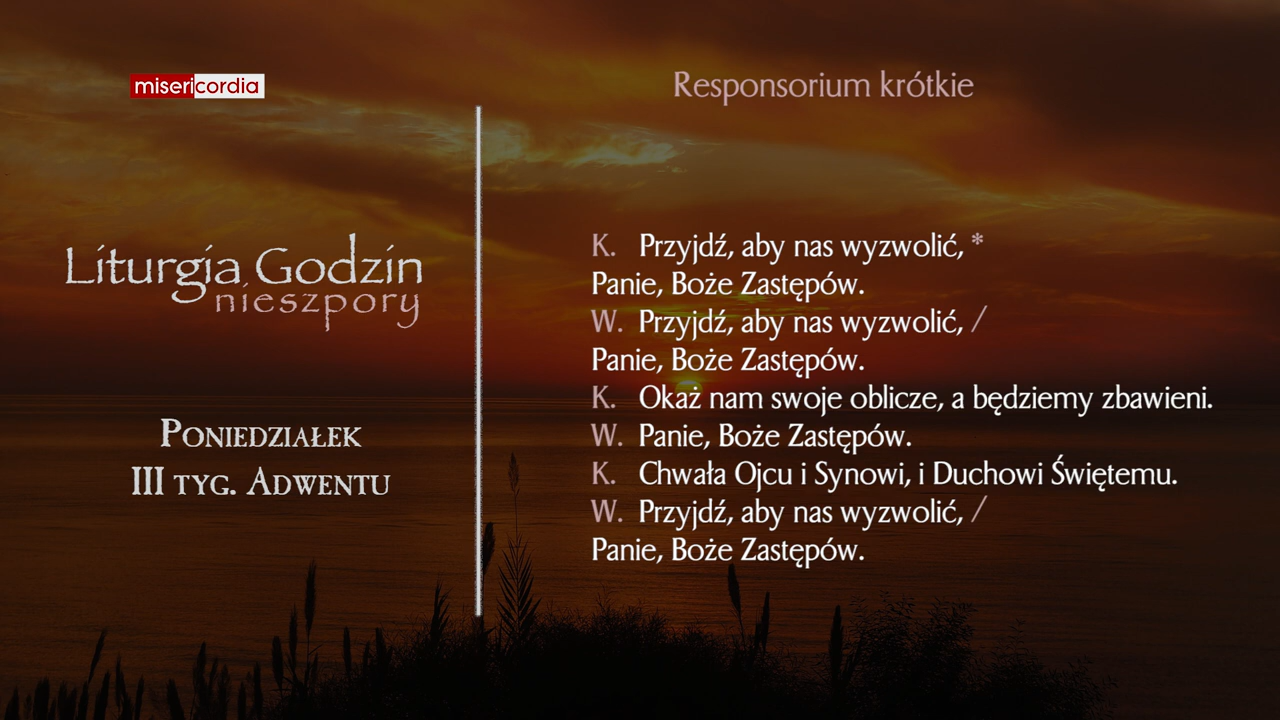 misericordia
Liturgia Godzin
nieszpory
Poniedziałek
III tyg. Adwentu
Responsorium krótkie
K. Przyjdź, aby nas wyzwolić, *
Panie, Boże Zastępów.
W. Przyjdź, aby nas wyzwolić, /
Panie, Boże Zastępów.
K. Okaż nam swoje oblicze, a będziemy zbawieni.
W. Panie, Boże Zastępów.
K. Chwała Ojcu i Synowi, i Duchowi Świętemu.
W. Przyjdź, aby nas wyzwolić, /
Panie, Boże Zastępów.